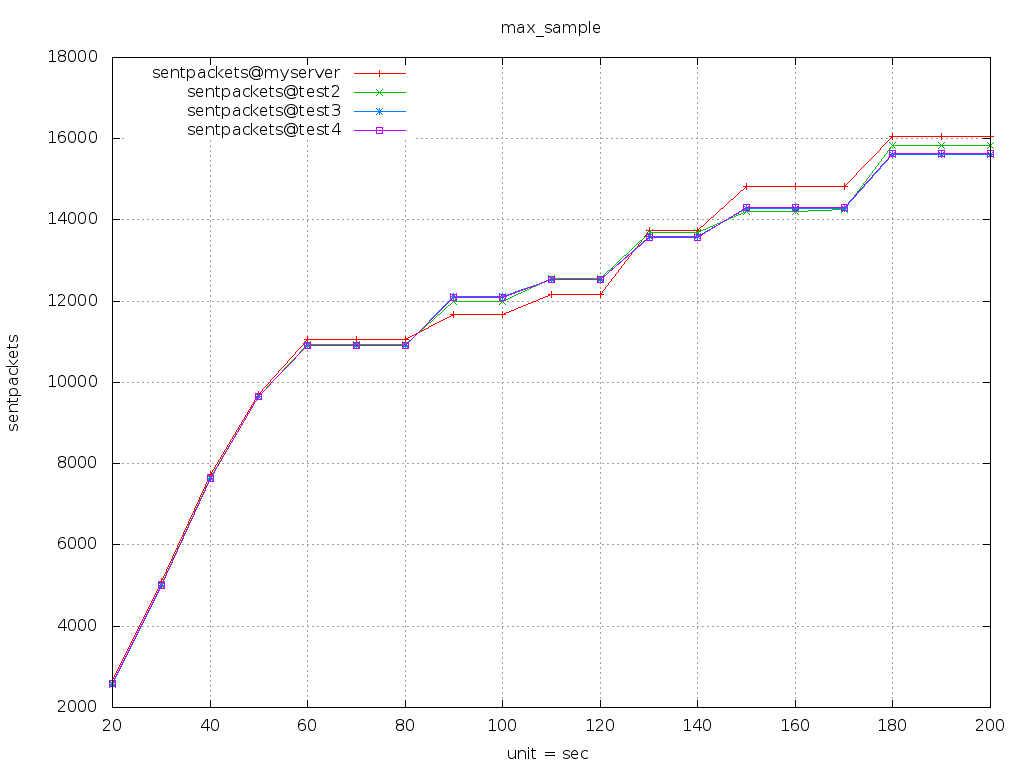 max_sample
18000
16000
14000
12000
10000
8000
6000
4000
2000
sentpackets
sentpackets@myserver
sentpackets@test2
sentpackets@test3
sentpackets@test4
20 40 60 80 100 120 140 160 180 200
unit = sec